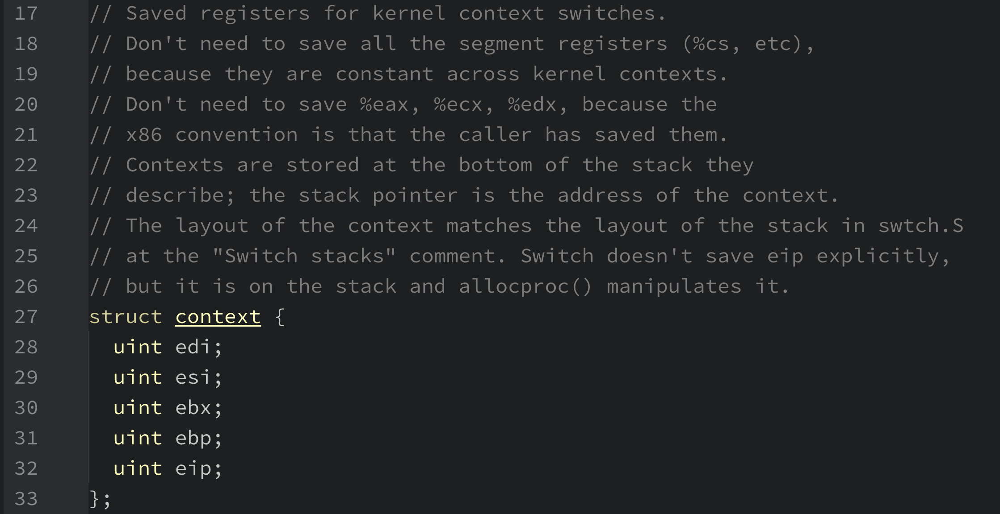 17 // Saved registers for kernel context switches.
18 // Don't need to save all the segment registers (%cs, etc),
19 // because they are constant across kernel contexts.
20 // Don't need to save %eax, %ecx, %edx, because the
21 // x86 convention is that the caller has saved them.
22 // Contexts are stored at the bottom of the stack they
23 // describe; the stack pointer is the address of the context.
24 // The layout of the context matches the layout of the stack in swtch.S
25 // at the "Switch stacks" comment. Switch doesn't save eip explicitly,
26 // but it is on the stack and allocproc() manipulates it.
27 struct context {
28   uint edi;
29   uint esi;
30   uint ebx;
31   uint ebp;
32   uint eip;
33 };